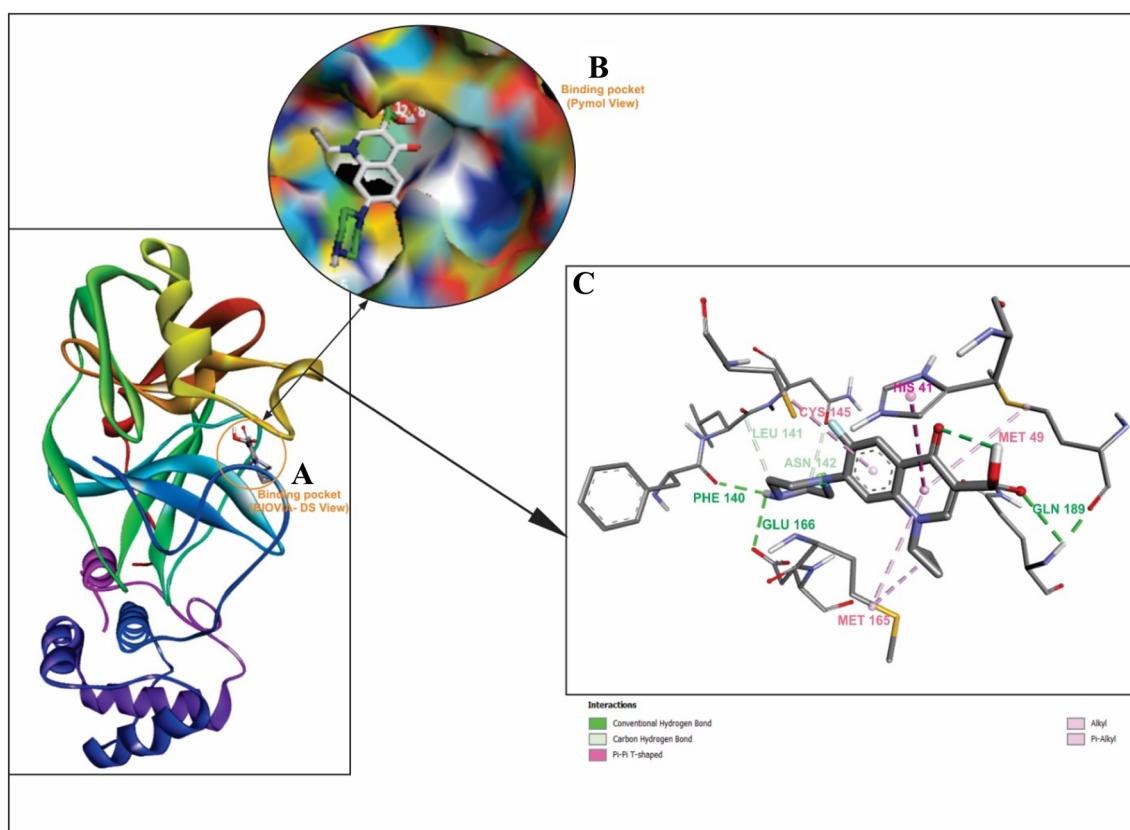 B
Binding pocket
(Pymol View)
A
Binding pocket
(BIOVIA- DS View)
C
HIS 41
CYS 145
MET 49
LEU 141
ASN 142
PHE 140
GLN 189
GLU 166
MET 165
Interactions
Conventional Hydrogen Bond
Carbon Hydrogen Bond
Pi-Pi T-shaped
Alkyl
Pi-Alkyl